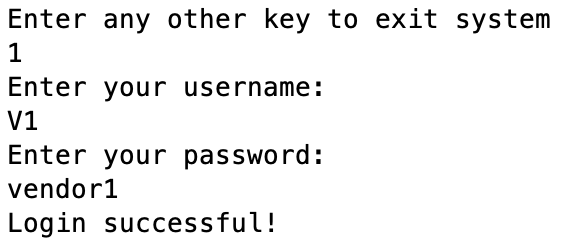 Enter any other key to exit system
1
Enter your username:
V1
Enter your password:
vendor1
Login successful!